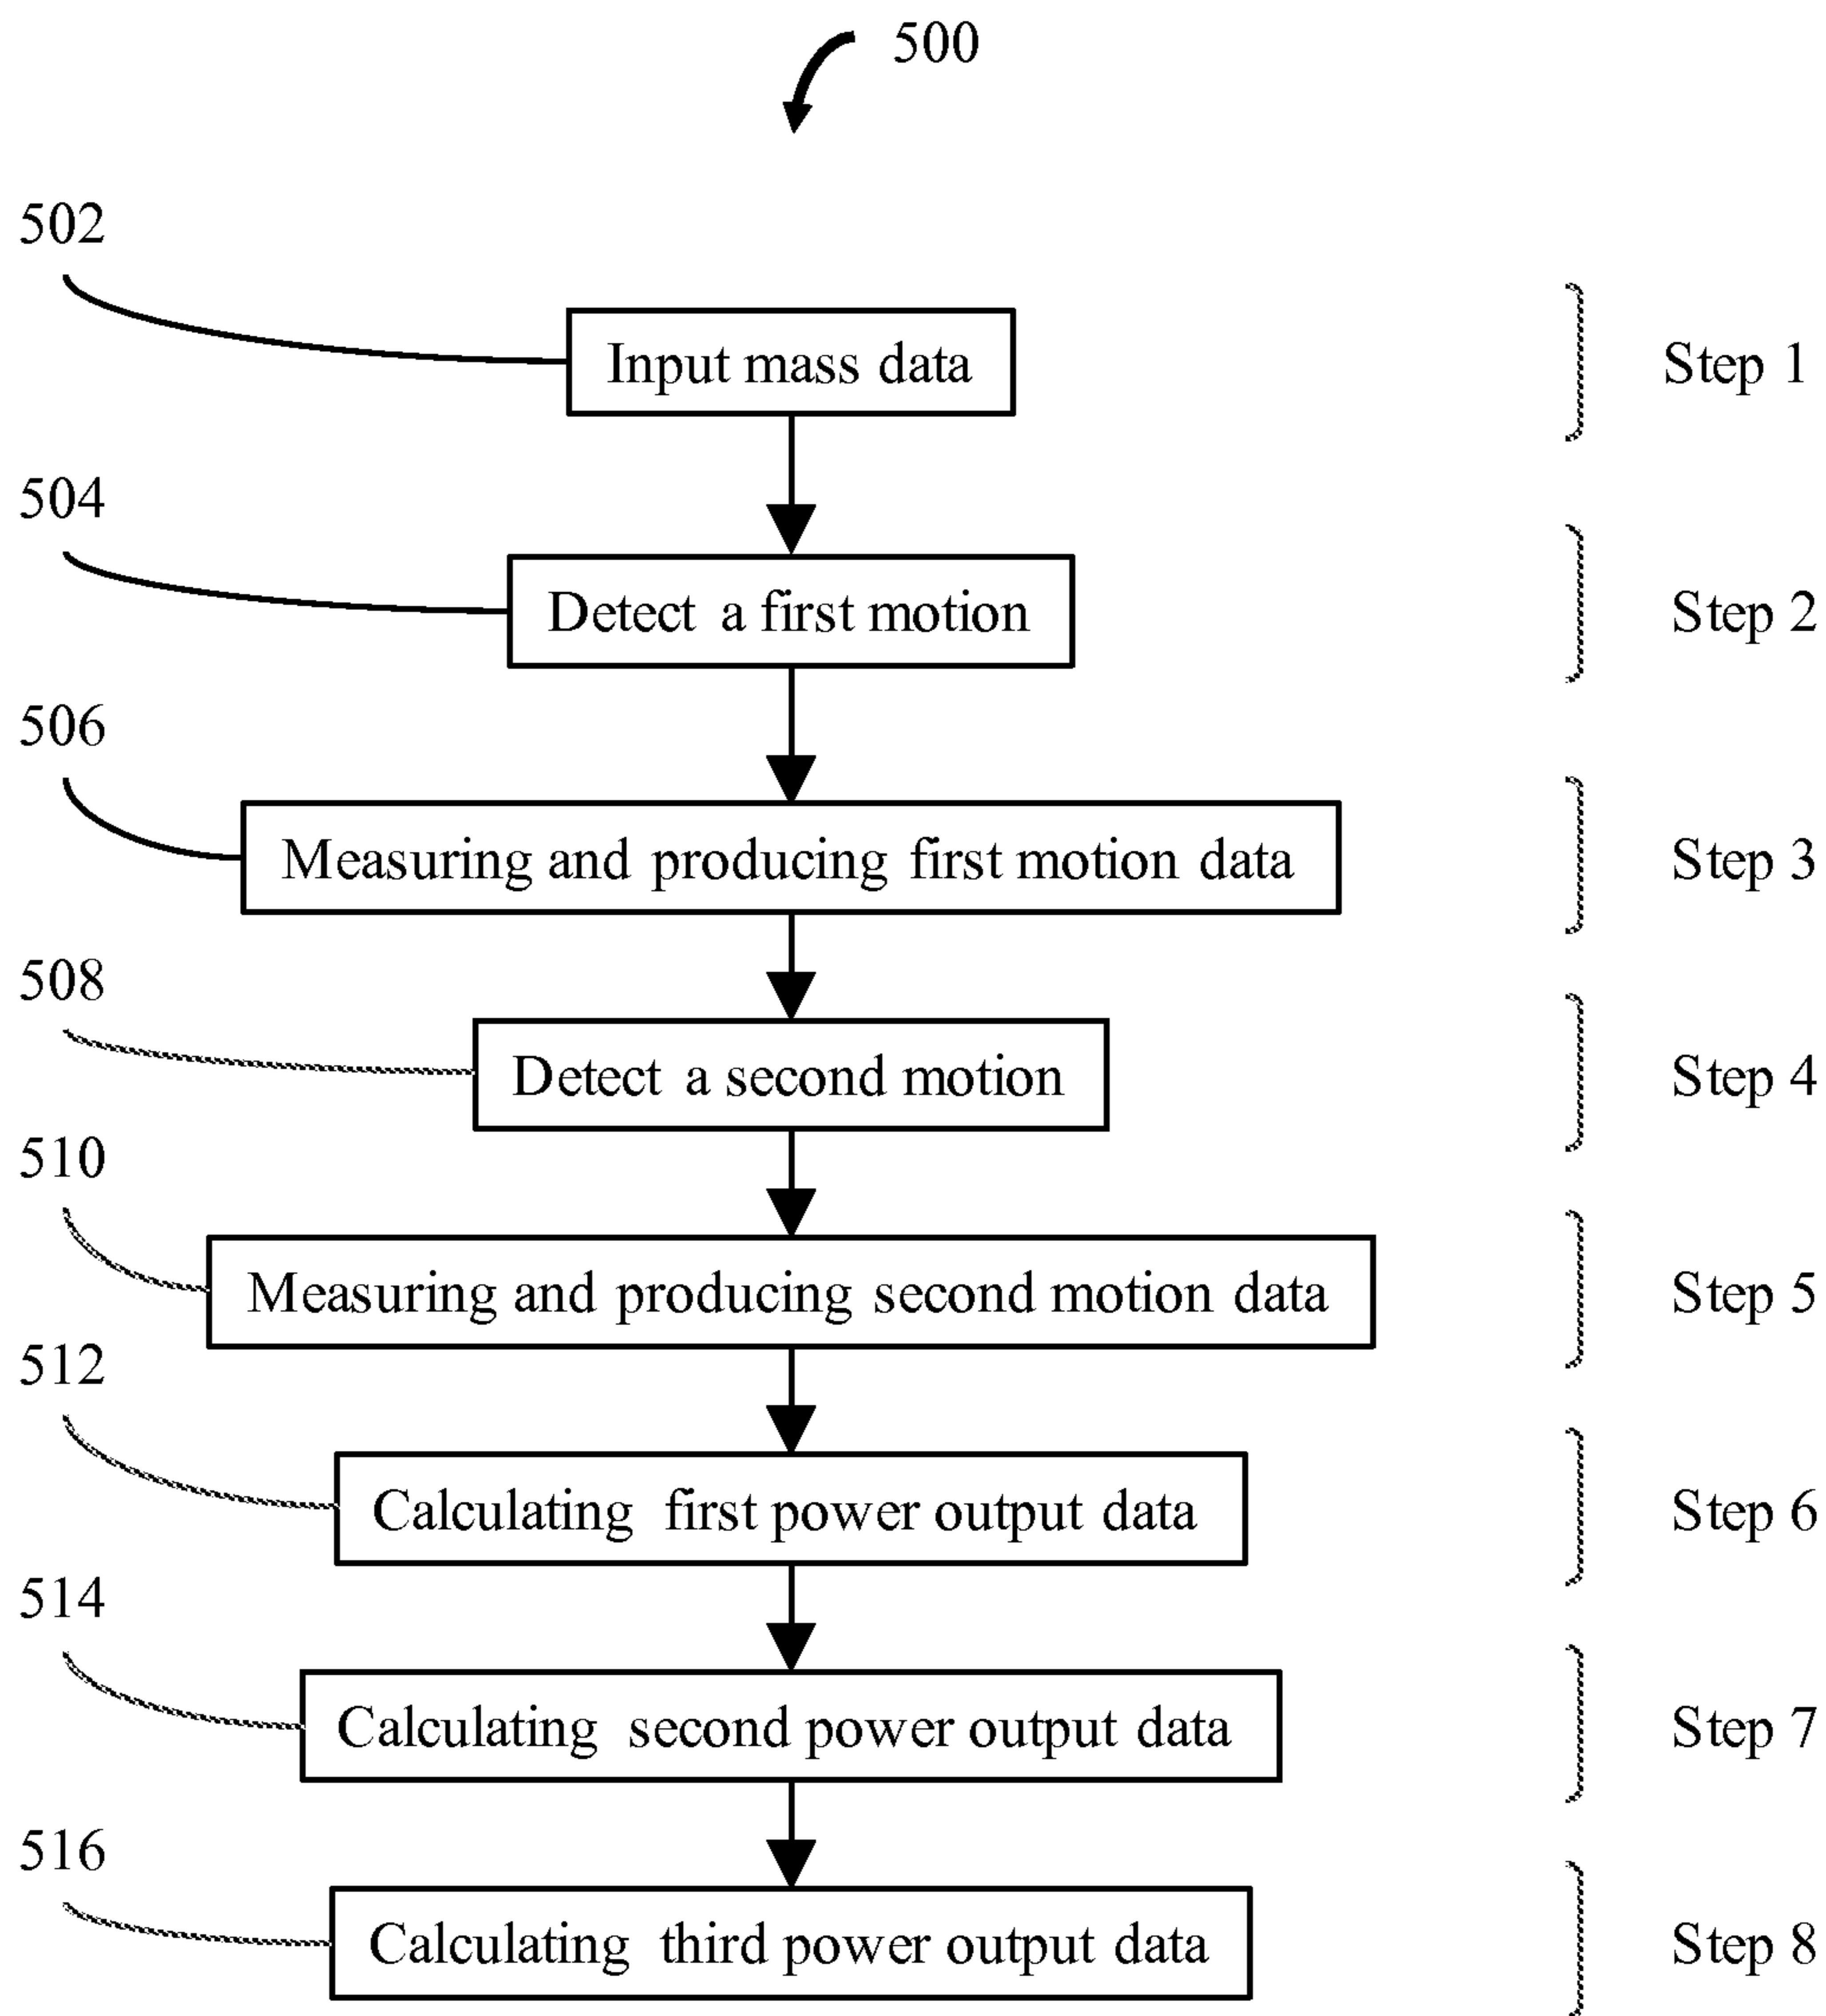 500
502
Input mass data
Step 1
504
Detect a first motion
Step 2
506
Measuring and producing first motion data
Step 3
508
Detect a second motion
Step 4
510
Measuring and producing second motion data
Step 5
512
Calculating first power output data
Step 6
514
Calculating second power output data
Step 7
516
Calculating third power output data
Step 8